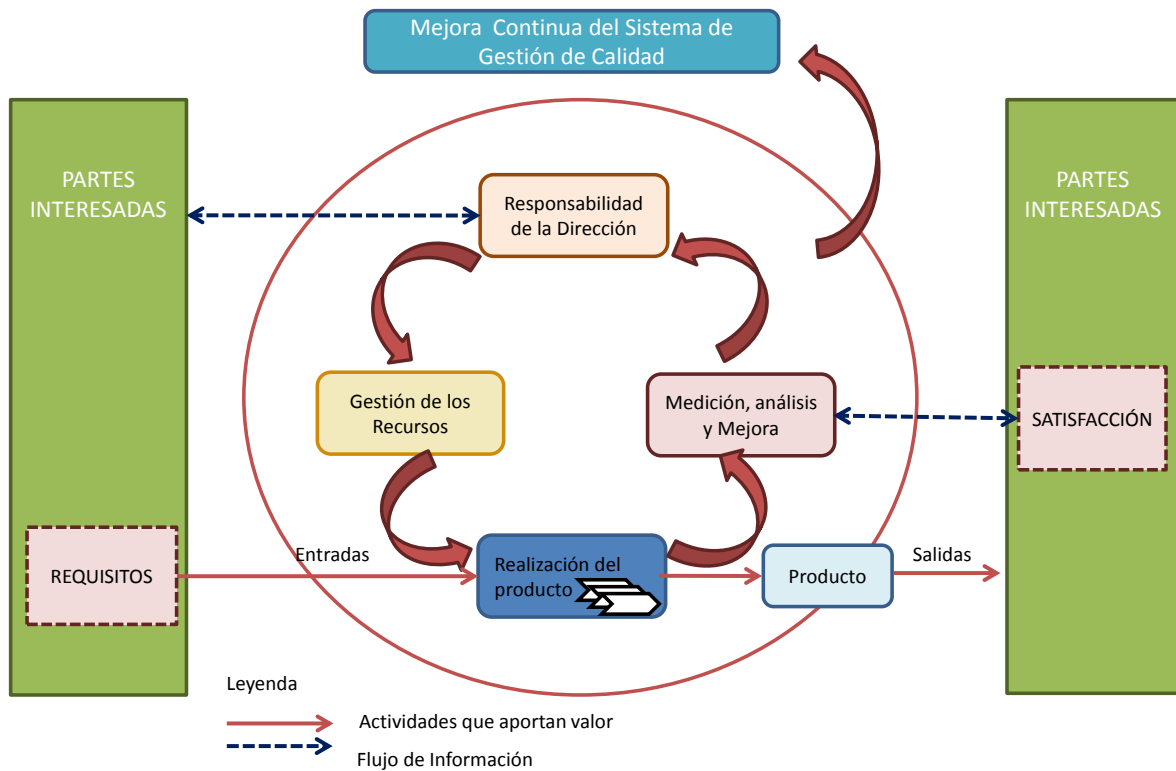 Mejora Continua del Sistema de
Gestión de Calidad
PARTES
INTERESADAS
PARTES
INTERESADAS
Responsabilidad
de la Dirección
Gestión de los
Recursos
Medición, análisis
y Mejora
SATISFACCIÓN
REQUISITOS
Entradas
Realización del
producto
Producto
Salidas
Leyenda
Actividades que aportan valor
Flujo de Información